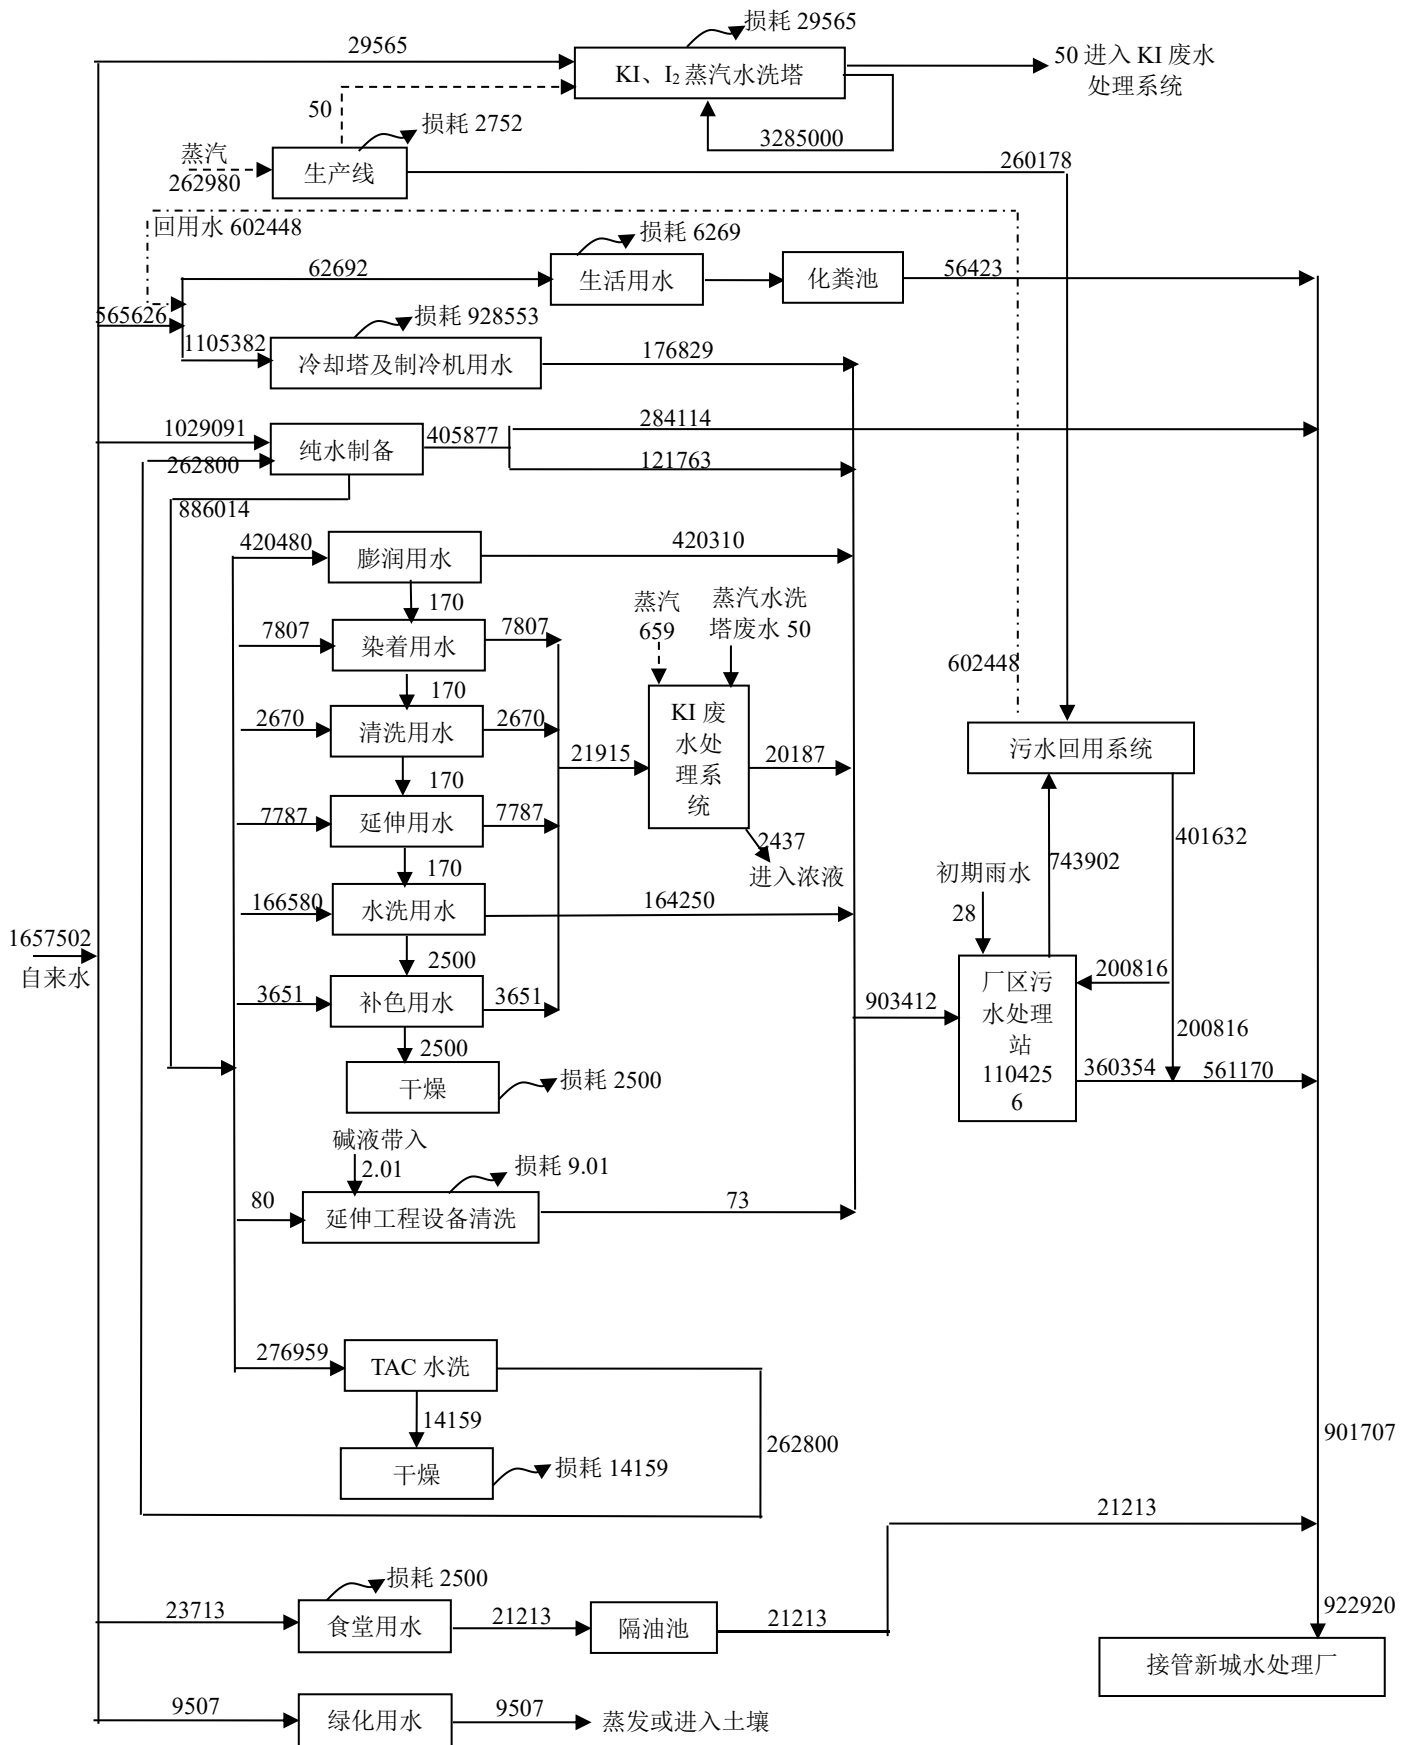 损耗 29565
29565
KI、I₂ 蒸汽水洗塔
50 进入 KI 废水
处理系统
50
损耗 2752
3285000
蒸汽
262980
生产线
260178
回用水 602448
损耗 6269
62692
生活用水
化粪池
56423
565626
损耗 928553
1105382
冷却塔及制冷机用水
176829
1029091
纯水制备
405877
284114
262800
121763
886014
420480
膨润用水
420310
170
蒸汽
659
蒸汽水洗
塔废水 50
7807
染着用水
7807
602448
170
2670
清洗用水
2670
KI 废
水处
理系
统
21915
20187
污水回用系统
170
7787
延伸用水
7787
2437
进入浓液
743902
401632
170
初期雨水
28
166580
水洗用水
164250
1657502
自来水
2500
厂区污
水处理
站
110425
6
200816
3651
补色用水
3651
903412
200816
2500
360354
561170
干燥
损耗 2500
碱液带入
2.01
损耗 9.01
80
延伸工程设备清洗
73
276959
TAC 水洗
14159
262800
901707
干燥
损耗 14159
21213
损耗 2500
23713
食堂用水
21213
隔油池
21213
922920
接管新城水处理厂
9507
绿化用水
9507
蒸发或进入土壤